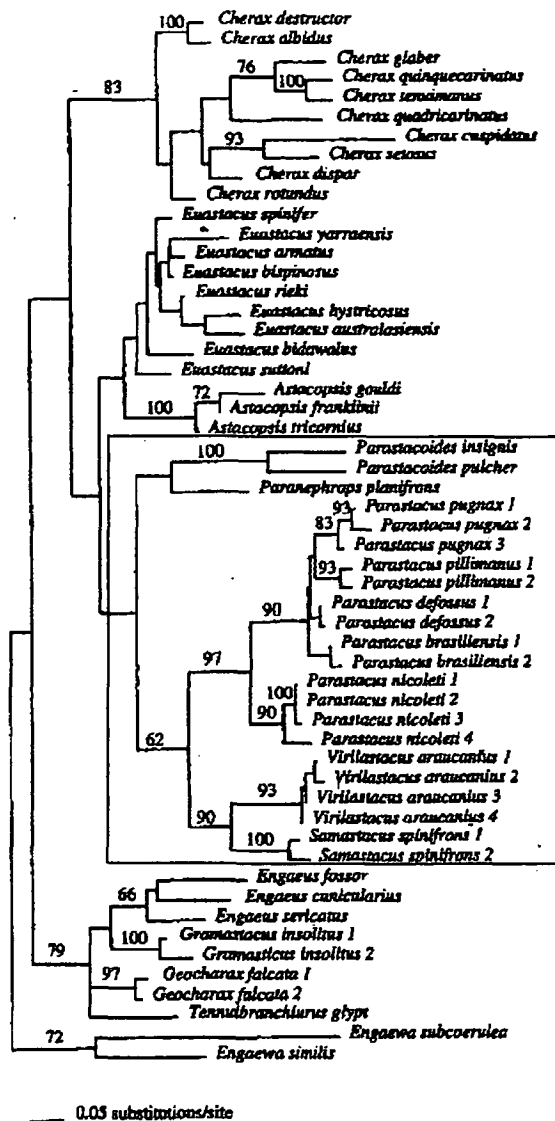 100
Cherax destructor
Cherax albidus
83
Cherax glaber
76
100
Cherax quinquecarinatus
Cherax tenuimanus
Cherax quadricarinatus
93
Cherax cuspidatus
Cherax setosus
Cherax dispar
Cherax rotundus
Euastacus spinifer
Euastacus yarraensis
Euastacus armatus
Euastacus bispinosus
Euastacus rieki
Euastacus hystricosus
Euastacus australasiensis
Euastacus bidawalus
Euastacus suttoni
72
Astacopsis gouldi
100
Astacopsis franklinii
Astacopsis tricornius
100
Parastacoides insignis
Parastacoides pulcher
Paranephrops planifrons
93
Parastacus pugnax 1
83
Parastacus pugnax 2
Parastacus pugnax 3
93
Parastacus pillimanus 1
Parastacus pillimanus 2
90
Parastacus defossus 1
Parastacus defossus 2
Parastacus brasiliensis 1
Parastacus brasiliensis 2
97
Parastacus nicoleti 1
100
Parastacus nicoleti 2
90
Parastacus nicoleti 3
Parastacus nicoleti 4
62
Virilastacus araucanius 1
93
Virilastacus araucanius 2
Virilastacus araucanius 3
90
Virilastacus araucanius 4
100
Samastacus spinifrons 1
Samastacus spinifrons 2
Engaeus fossor
66
Engaeus cunicularius
Engaeus sericatus
79
Gramastacus insolitus 1
100
Gramasticus insolitus 2
97
Geocharax falcata 1
Geocharax falcata 2
Tenuibranchiurus glypt
72
Engaewa subcoerulea
Engaewa similis
0.05 substitutions/site